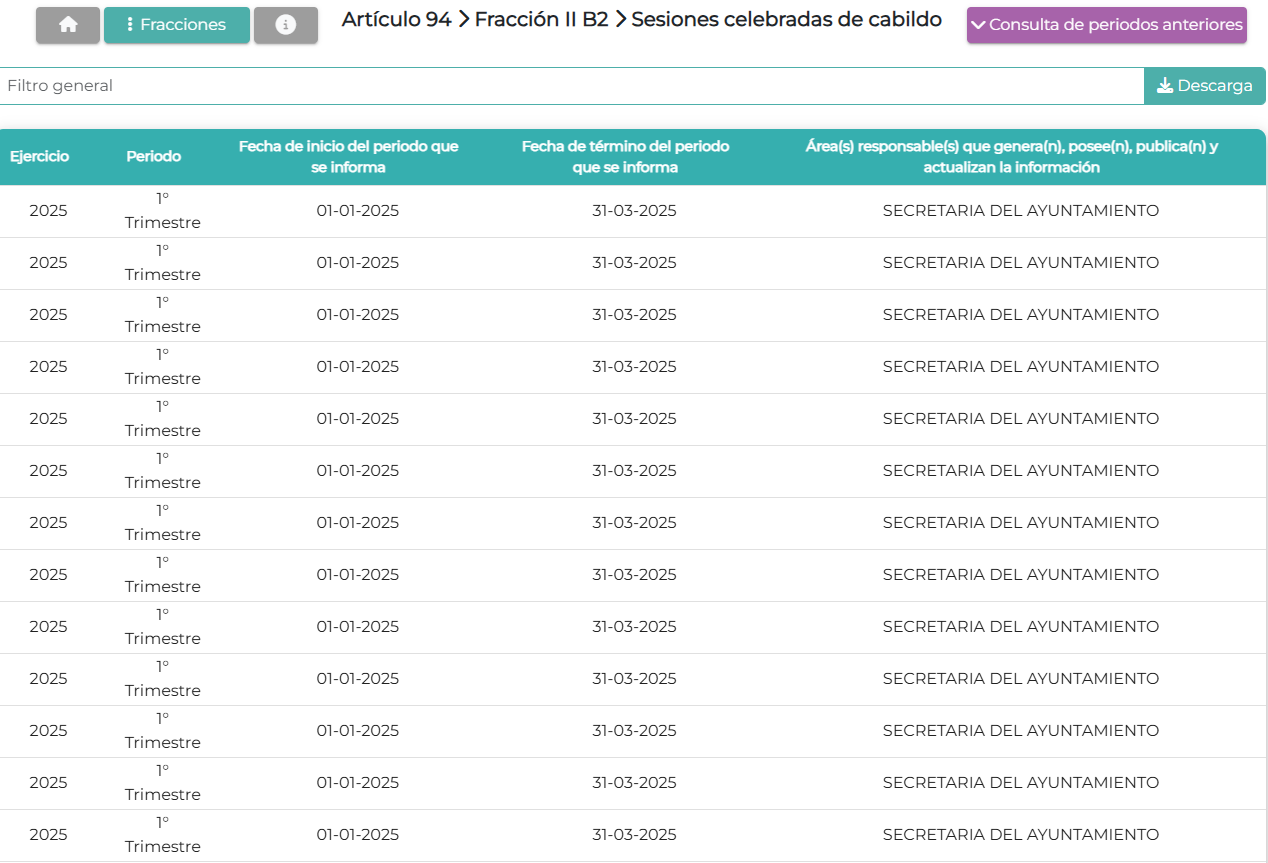 Fracciones
Artículo 94 > Fracción II B2 > Sesiones celebradas de cabildo
Consulta de periodos anteriores
Filtro general
Descarga
Ejercicio Periodo Fecha de inicio del periodo que se informa Fecha de término del periodo que se informa Área(s) responsable(s) que genera(n), posee(n), publica(n) y actualizan la información
2025 1° Trimestre 01-01-2025 31-03-2025 SECRETARIA DEL AYUNTAMIENTO
2025 1° Trimestre 01-01-2025 31-03-2025 SECRETARIA DEL AYUNTAMIENTO
2025 1° Trimestre 01-01-2025 31-03-2025 SECRETARIA DEL AYUNTAMIENTO
2025 1° Trimestre 01-01-2025 31-03-2025 SECRETARIA DEL AYUNTAMIENTO
2025 1° Trimestre 01-01-2025 31-03-2025 SECRETARIA DEL AYUNTAMIENTO
2025 1° Trimestre 01-01-2025 31-03-2025 SECRETARIA DEL AYUNTAMIENTO
2025 1° Trimestre 01-01-2025 31-03-2025 SECRETARIA DEL AYUNTAMIENTO
2025 1° Trimestre 01-01-2025 31-03-2025 SECRETARIA DEL AYUNTAMIENTO
2025 1° Trimestre 01-01-2025 31-03-2025 SECRETARIA DEL AYUNTAMIENTO
2025 1° Trimestre 01-01-2025 31-03-2025 SECRETARIA DEL AYUNTAMIENTO
2025 1° Trimestre 01-01-2025 31-03-2025 SECRETARIA DEL AYUNTAMIENTO
2025 1° Trimestre 01-01-2025 31-03-2025 SECRETARIA DEL AYUNTAMIENTO
2025 1° Trimestre 01-01-2025 31-03-2025 SECRETARIA DEL AYUNTAMIENTO